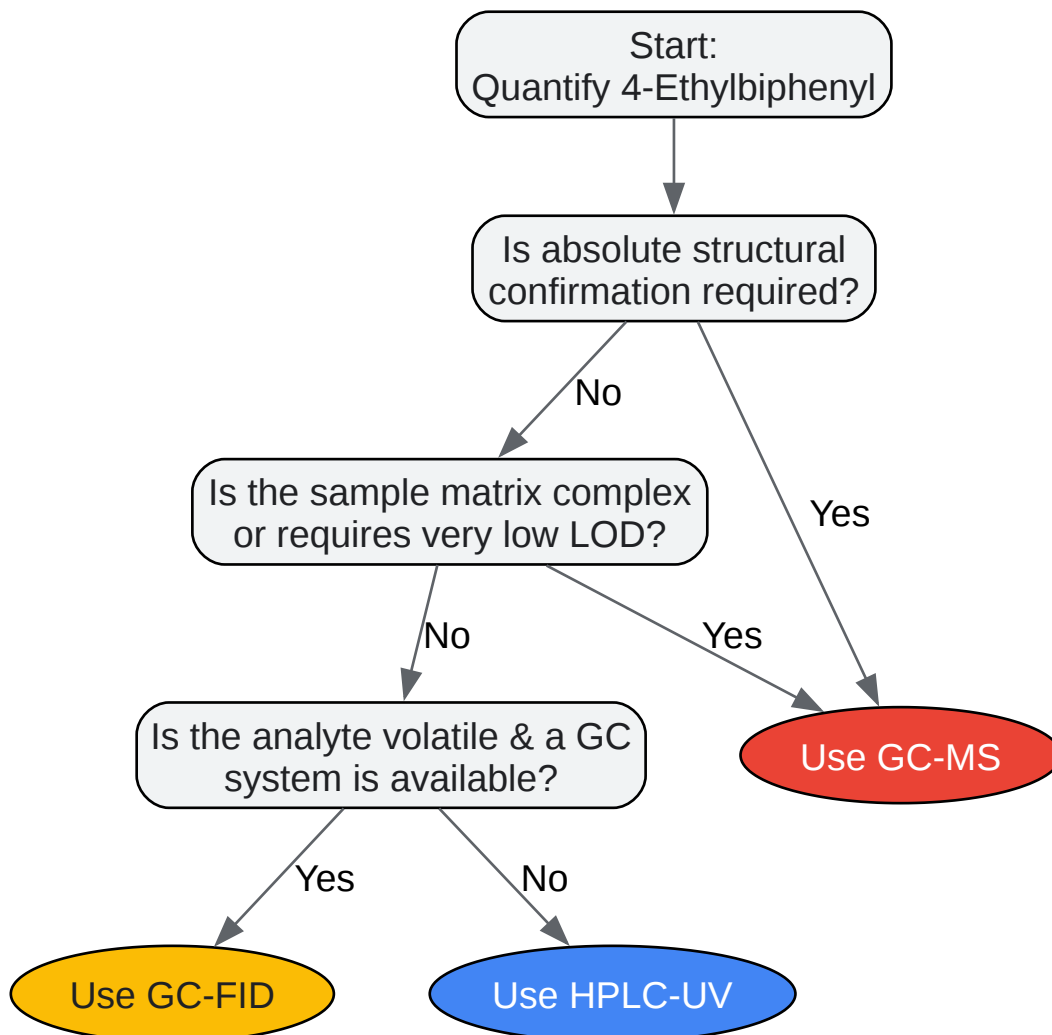 Start:
Quantify 4-Ethylbiphenyl
Is absolute structural
confirmation required?
No
Yes
Is the sample matrix complex
or requires very low LOD?
No
Yes
Is the analyte volatile & a GC
system is available?
Use GC-MS
Yes
No
Use GC-FID
Use HPLC-UV